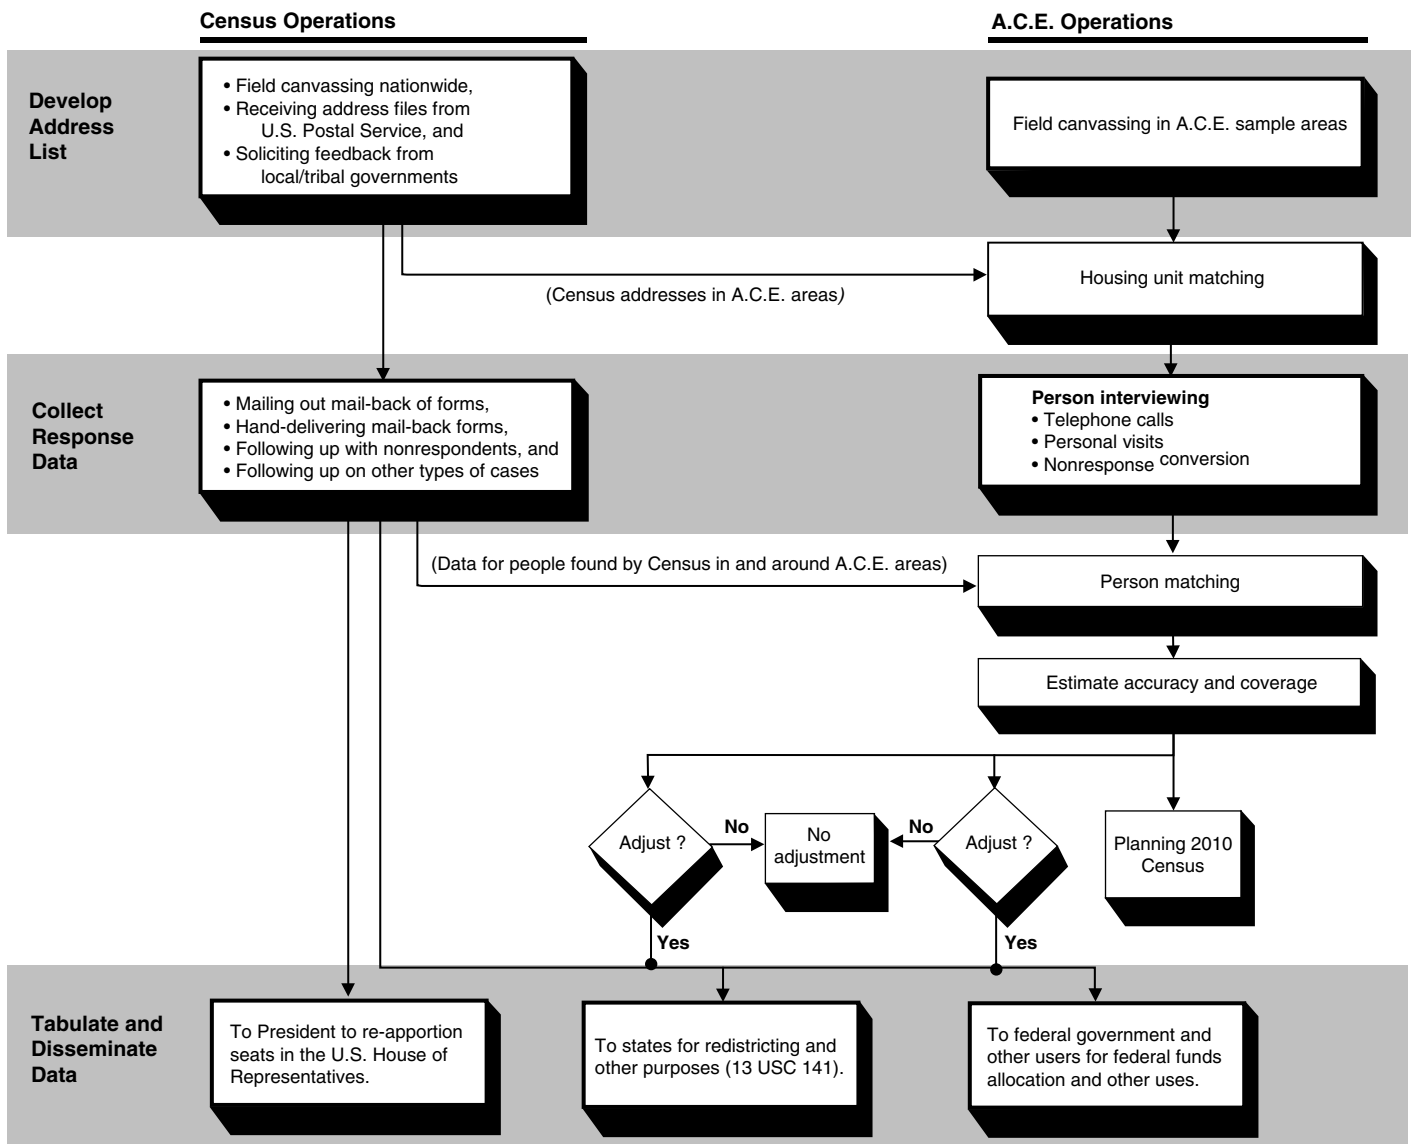 Census Operations
A.C.E. Operations
Develop
Address
List
• Field canvassing nationwide,
• Receiving address files from
U.S. Postal Service, and
• Soliciting feedback from
local/tribal governments
Field canvassing in A.C.E. sample areas
Housing unit matching
(Census addresses in A.C.E. areas)
Collect
Response
Data
• Mailing out mail-back of forms,
• Hand-delivering mail-back forms,
• Following up with nonrespondents, and
• Following up on other types of cases
Person interviewing
• Telephone calls
• Personal visits
• Nonresponse conversion
(Data for people found by Census in and around A.C.E. areas)
Person matching
Estimate accuracy and coverage
Adjust ?
No
No
adjustment
No
Adjust ?
Planning 2010
Census
Yes
Yes
Tabulate and
Disseminate
Data
To President to re-apportion
seats in the U.S. House of
Representatives.
To states for redistricting and
other purposes (13 USC 141).
To federal government and
other users for federal funds
allocation and other uses.